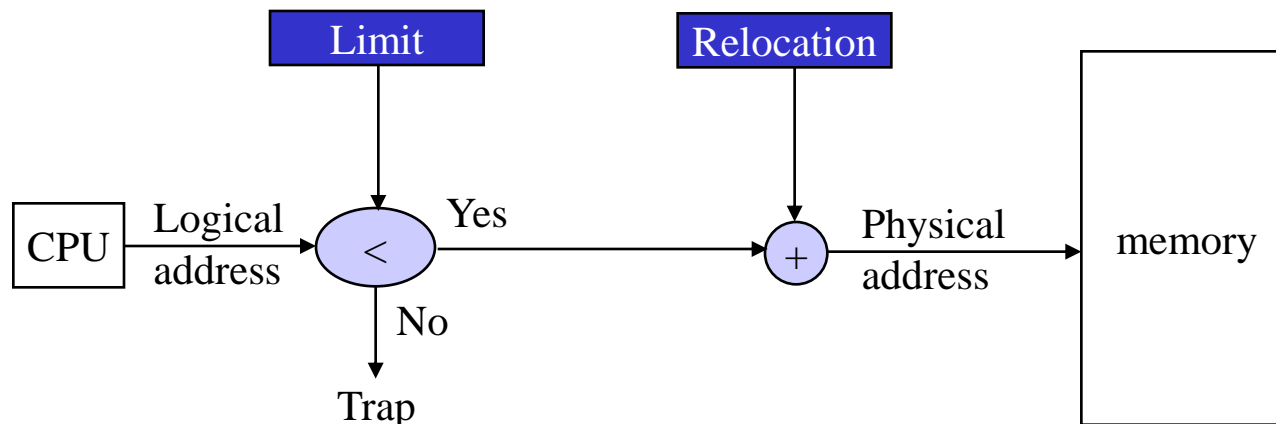 Limit
Relocation
CPU
Logical
address
<
Yes
No
Trap
+
Physical
address
memory